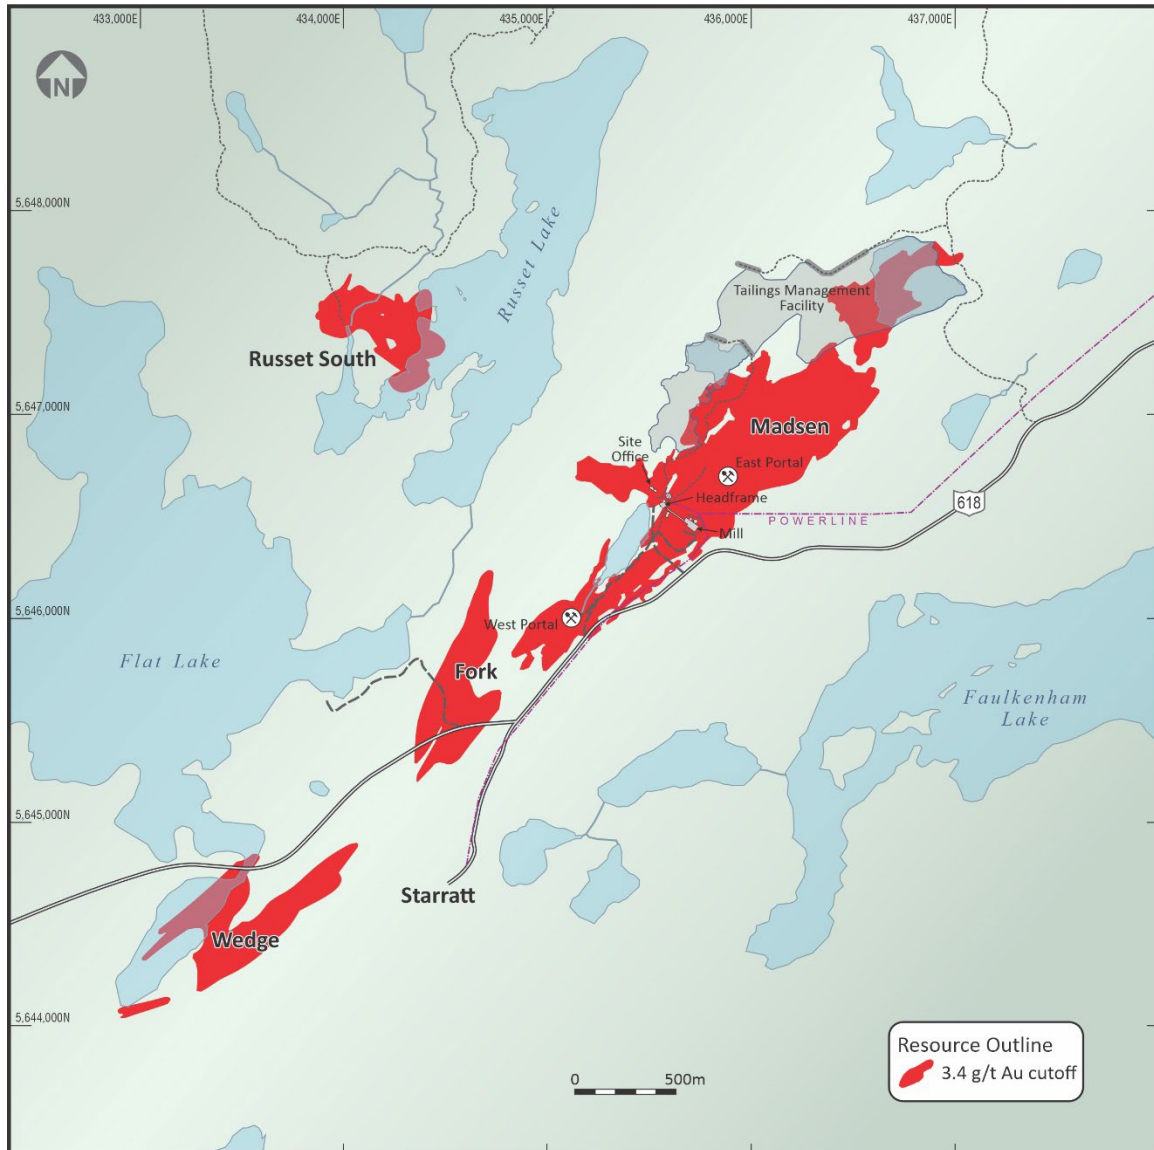 433,000E
434,000E
435,000E
436,000E
437,000E
N
5,648,000N
Russet Lake
Tailings Management
Facility
Russet South
5,647,000N
Madsen
Site
Office
East Portal
Headframe
618
POWERLINE
Mill
5,646,000N
West Portal
Flat Lake
Fork
Faulkenham
Lake
5,645,000N
Starratt
Wedge
5,644,000N
Resource Outline
3.4 g/t Au cutoff
0 500m